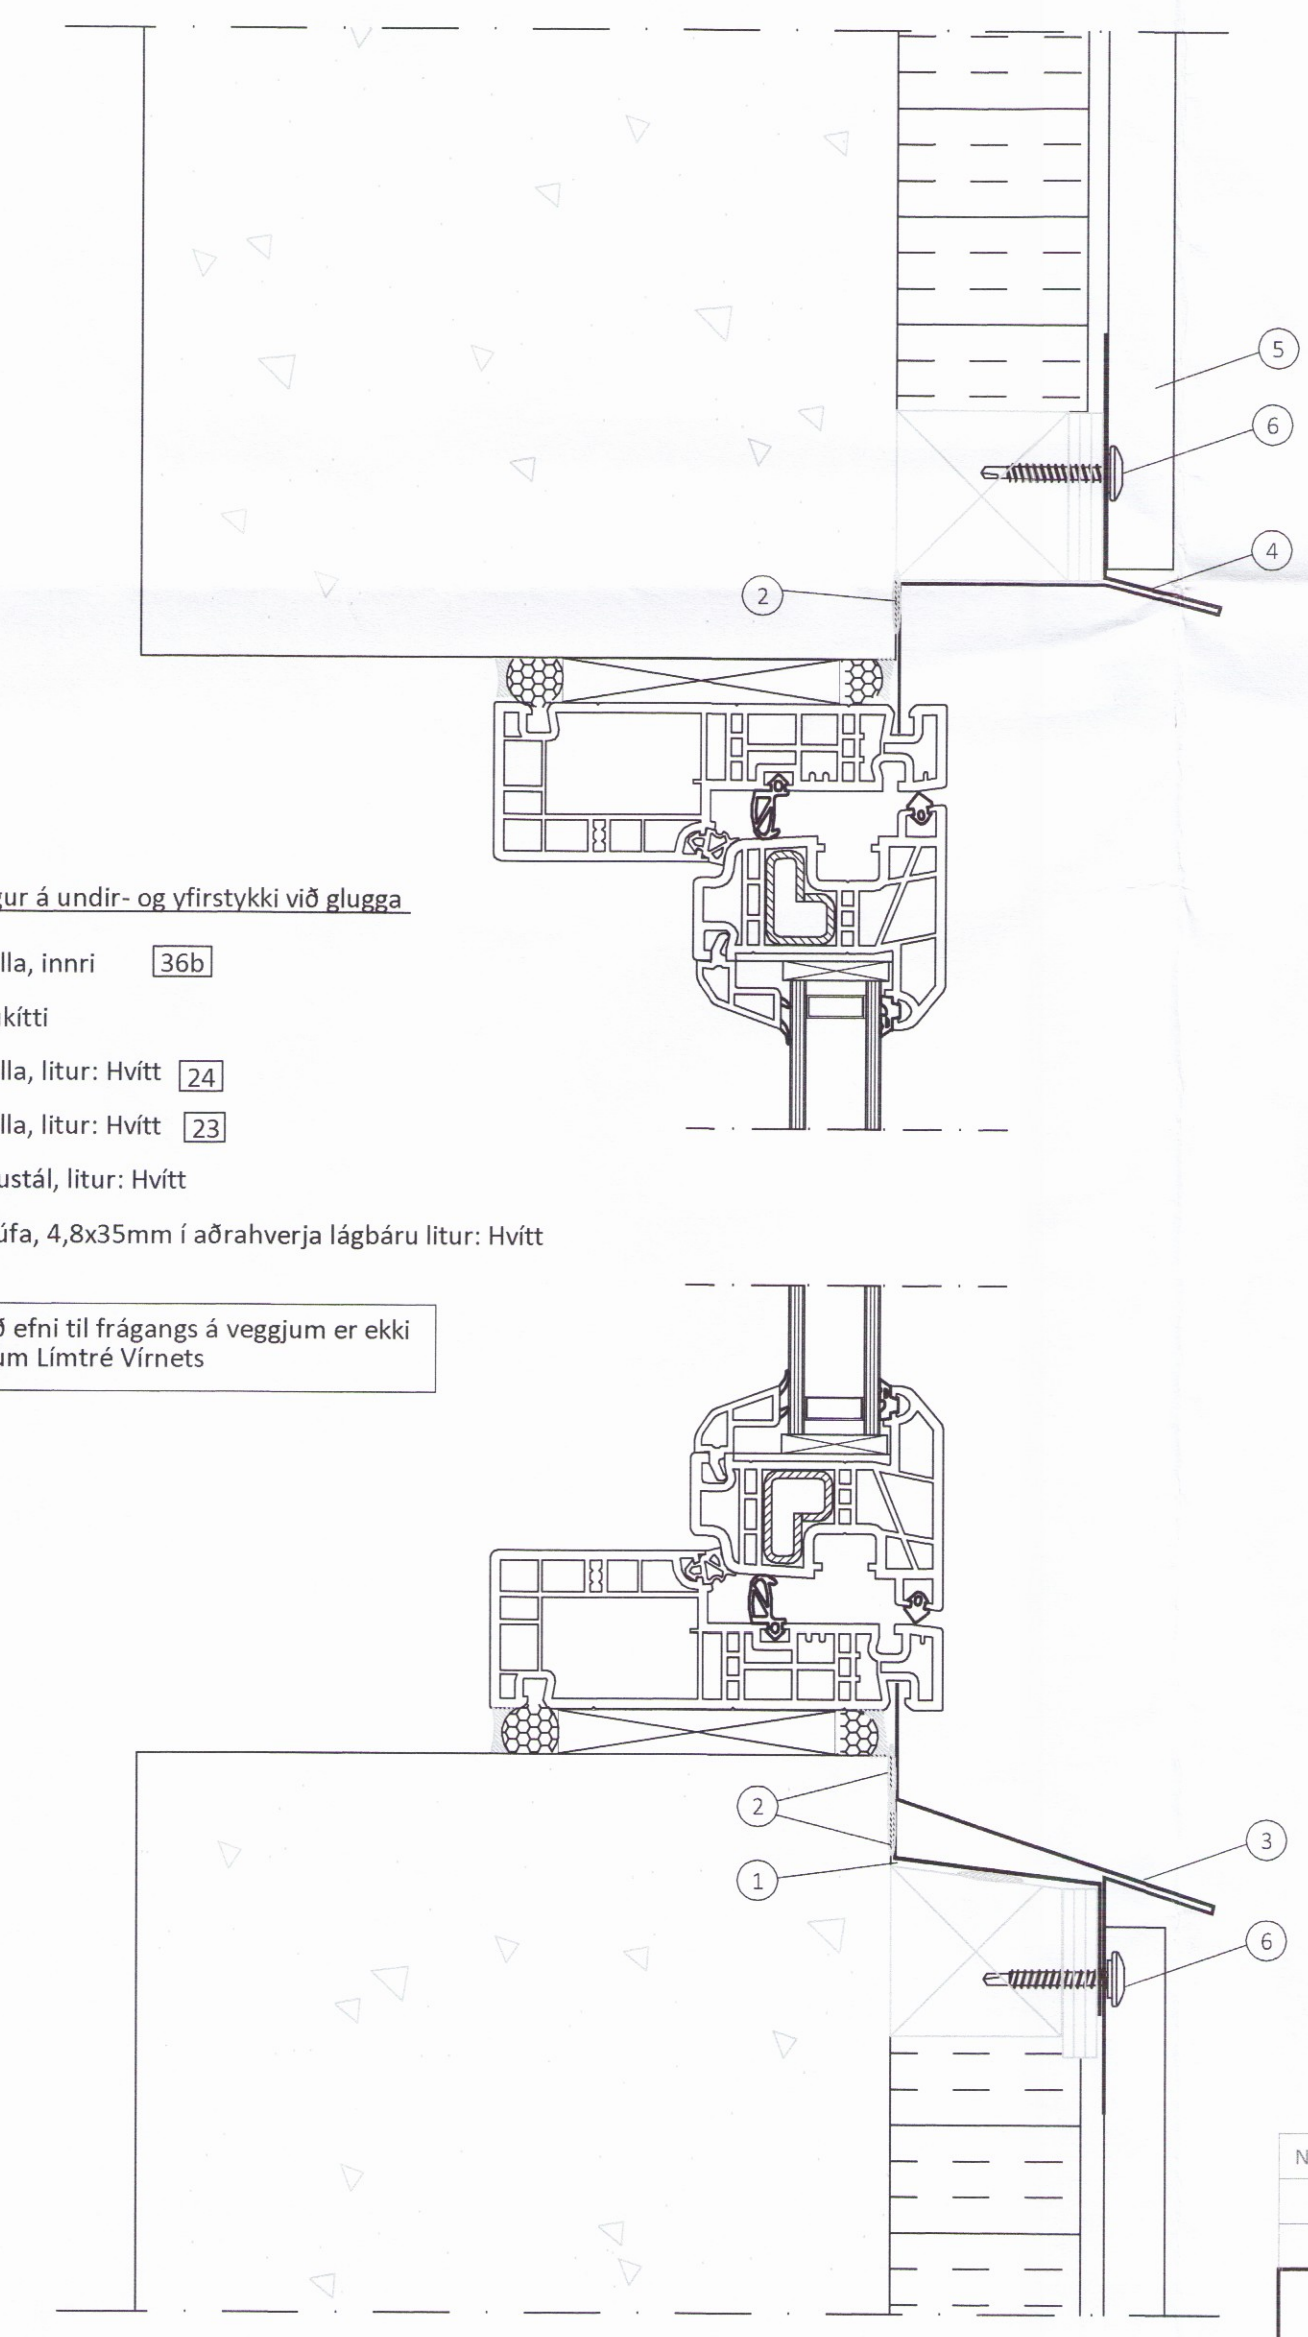 5
6
4
2
gur á undir- og yfirstykki við glugga
lla, innri 36b
kítti
lla, litur: Hvítt 24
lla, litur: Hvítt 23
ustál, litur: Hvítt
úfa, 4,8x35mm í aðrahverja lágbáru litur: Hvítt
ð efni til frágangs á veggjum er ekki
um Límtré Vírnets
2
3
1
6
N